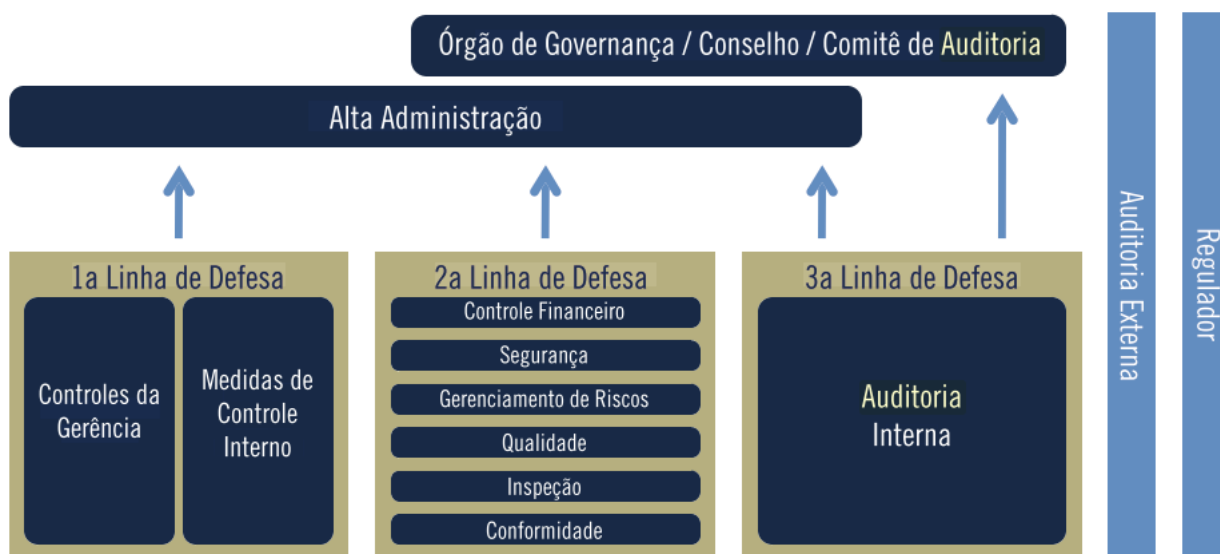 Órgão de Governança / Conselho / Comitê de Auditoria
Alta Administração
1a Linha de Defesa
Controles da
Gerência
Medidas de
Controle
Interno
2a Linha de Defesa
Controle Financeiro
Segurança
Gerenciamento de Riscos
Qualidade
Inspeção
Conformidade
3a Linha de Defesa
Auditoria
Interna
Auditoria Externa
Regulador